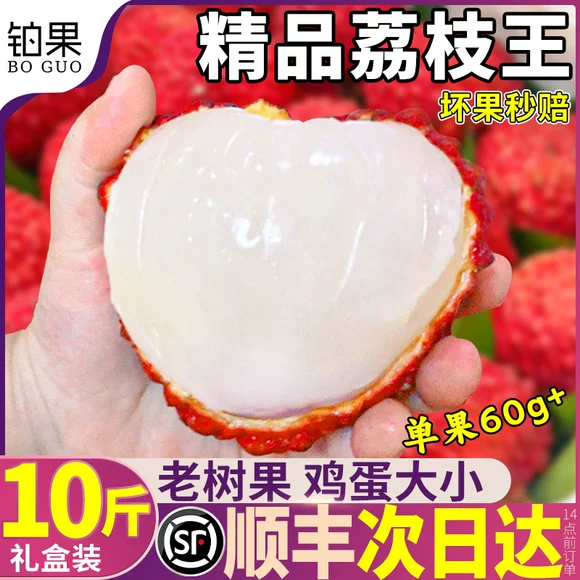 铂果
BO GUO
精品荔枝王
坏果秒赔
单果60g+
老树果 鸡蛋大小
10斤
礼盒装
SF
顺丰次日达
14点前订单